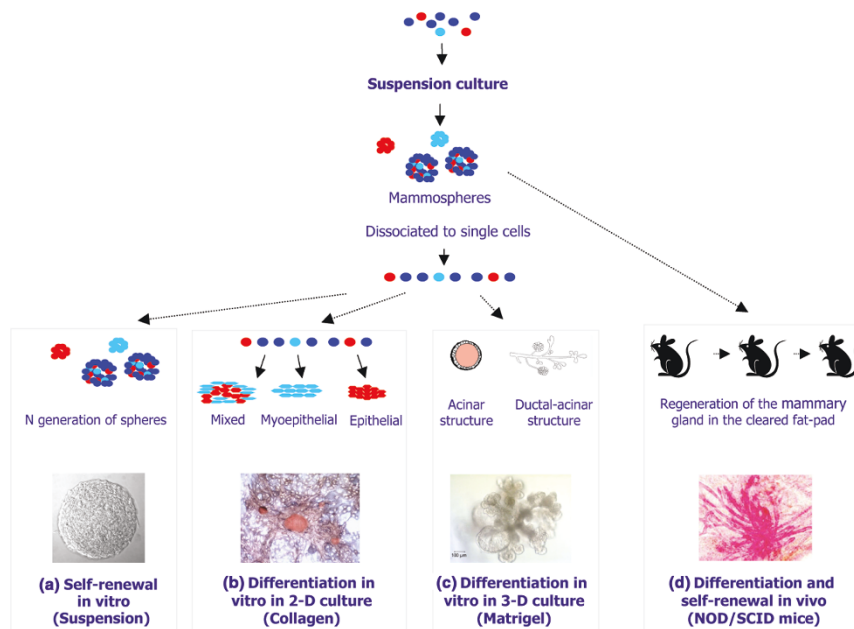 Suspension culture
Mammospheres
Dissociated to single cells
N generation of spheres
Mixed
Myoepithelial
Epithelial
Acinar
structure
Ductal-acinar
structure
Regeneration of the mammary
gland in the cleared fat-pad
100 µm
(a) Self-renewal
in vitro
(Suspension)
(b) Differentiation in
vitro in 2-D culture
(Collagen)
(c) Differentiation in
vitro in 3-D culture
(Matrigel)
(d) Differentiation and
self-renewal in vivo
(NOD/SCID mice)